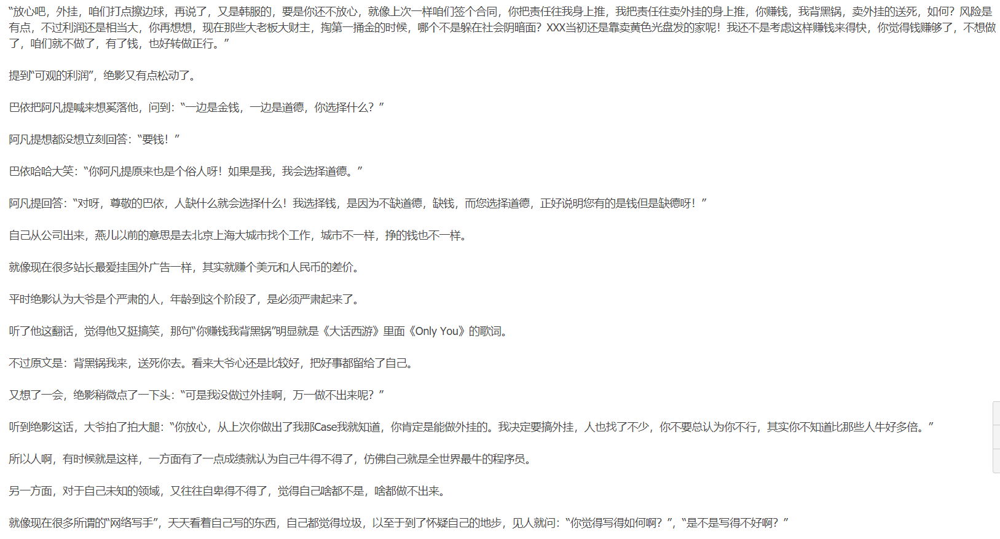 “放心吧，外挂，咱们打点擦边球，再说了，又是韩服的，要是你还不放心，就像上次一样咱们签个合同，你把责任往我身上推，我把责任往卖外挂的身上推，你赚钱，我背黑锅，卖外挂的送死，如何？风险是
有点，不过利润还是相当大，你再想想，现在那些大老板大财主，掏第一捅金的时候，哪个不是躲在社会阴暗面？XXX当初还是靠卖黄色光盘发的家呢！我还不是考虑这样赚钱来得快，你觉得钱赚够了，不想做
了，咱们就不做了，有了钱，也好转做正行。”
提到“可观的利润”，绝影又有点松动了。
巴依把阿凡提喊来想奚落他，问到：“一边是金钱，一边是道德，你选择什么？”
阿凡提想都没想立刻回答：“要钱！”
巴依哈哈大笑：“你阿凡提原来也是个俗人呀！如果是我，我会选择道德。”
阿凡提回答：“对呀，尊敬的巴依，人缺什么就会选择什么！我选择钱，是因为不缺道德，缺钱，而您选择道德，正好说明您有的是钱但是缺德呀！”
自己从公司出来，燕儿以前的意思是去北京上海大城市找个工作，城市不一样，挣的钱也不一样。
就像现在很多站长最爱挂国外广告一样，其实就赚个美元和人民币的差价。
平时绝影认为大爷是个严肃的人，年龄到这个阶段了，是必须严肃起来了。
听了他这翻话，觉得他又挺搞笑，那句“你赚钱我背黑锅”明显就是《大话西游》里面《Only You》的歌词。
不过原文是：背黑锅我来，送死你去。看来大爷心还是比较好，把好事都留给了自己。
又想了一会，绝影稍微点了一下头：“可是我没做过外挂啊，万一做不出来呢？”
听到绝影这话，大爷拍了拍大腿：“你放心，从上次你做出了我那Case我就知道，你肯定是能做外挂的。我决定要搞外挂，人也找了不少，你不要总认为你不行，其实你不知道比那些人牛好多倍。”
所以人啊，有时候就是这样，一方面有了一点成绩就认为自己牛得不得了，仿佛自己就是全世界最牛的程序员。
另一方面，对于自己未知的领域，又往往自卑得不得了，觉得自己啥都不是，啥都做不出来。
就像现在很多所谓的“网络写手”，天天看着自己写的东西，自己都觉得垃圾，以至于到了怀疑自己的地步，见人就问：“你觉得写得如何啊？”，“是不是写得不好啊？”